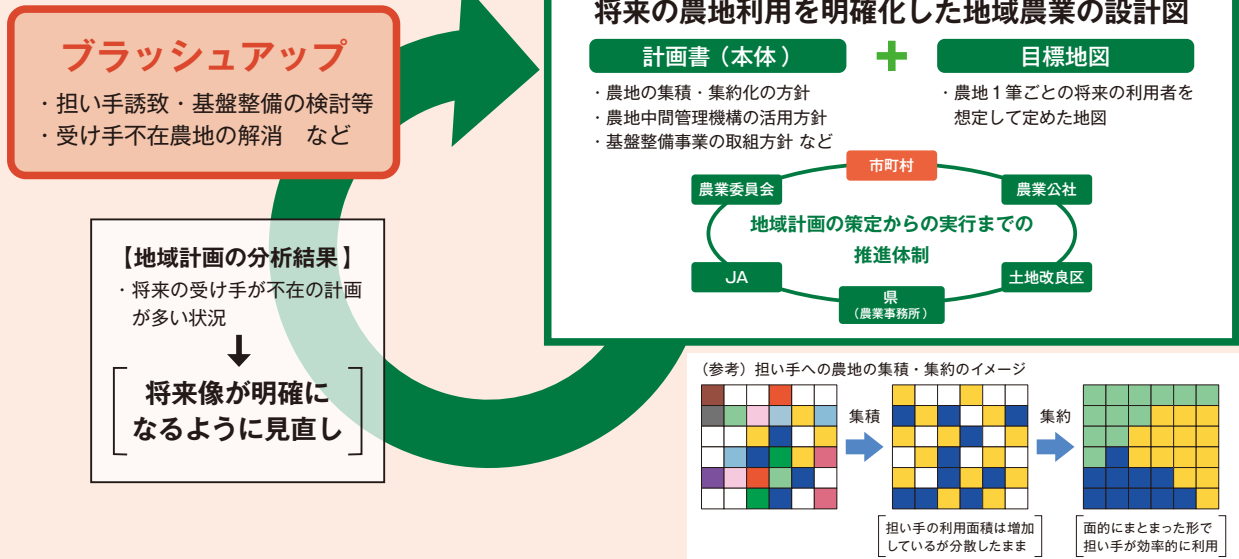 将来の農地利用を明確化した地域農業の設計図
ブラッシュアップ
・担い手誘致・基盤整備の検討等
・受け手不在農地の解消　など
計画書（本体）
・農地の集積・集約化の方針
・農地中間管理機構の活用方針
・基盤整備事業の取組方針 など
+
目標地図
・農地１筆ごとの将来の利用者を
想定して定めた地図
市町村
農業委員会
農業公社
地域計画の策定からの実行までの
推進体制
JA
土地改良区
県
（農業事務所）
【地域計画の分析結果】
・将来の受け手が不在の計画
が多い状況
将来像が明確に
なるように見直し
（参考）担い手への農地の集積・集約のイメージ
集積
集約
担い手の利用面積は増加
しているが分散したまま
面的にまとまった形で
担い手が効率的に利用